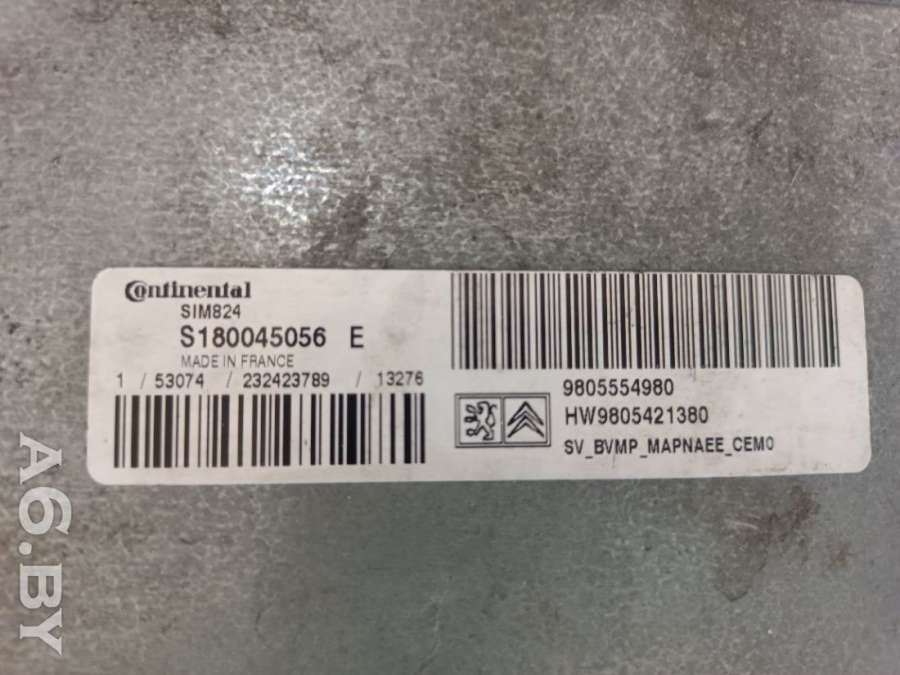 Continental
SIM824
S180045056 E
MADE IN FRANCE
1 / 53074 / 232423789 / 13276
9805554980
HW9805421380
SV_BVMP_MAPNAEE_CEM0
A6.BY